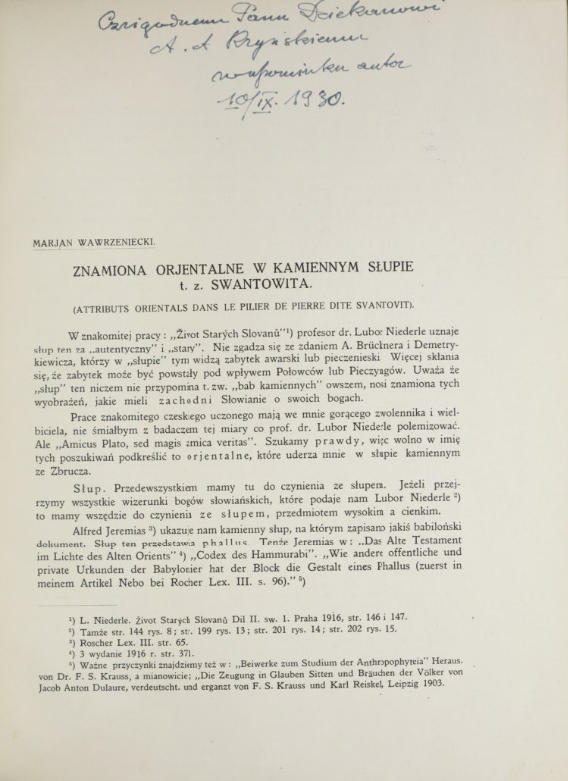 Czcigodnemu Panu Dziekanowi
A. A. Kryńskiemu
w upominku autor
10/IX. 1930.
MARJAN WAWRZENIECKI.
ZNAMIONA ORJENTALNE W KAMIENNYM SŁUPIE
t. z. SWANTOWITA.
(ATTRIBUTS ORIENTALS DANS LE PILIER DE PIERRE DITE SVANTOVIT).
W znakomitej pracy : „Život Starých Slovanů"¹) profesor dr. Lubor Niederle uznaje
słup ten za „autentyczny" i „stary". Nie zgadza się ze zdaniem A. Brücknera i Demetry-
kiewicza, którzy w „słupie" tym widzą zabytek awarski lub pieczenieski. Więcej skłania
się, że zabytek może być powstały pod wpływem Połowców lub Pieczyngów. Uważa że
„słup" ten niczem nie przypomina t. zw. „bab kamiennych" owszem, nosi znamiona tych
wyobrażeń, jakie mieli zachodni Słowianie o swoich bogach.
Prace znakomitego czeskiego uczonego mają we mnie gorącego zwolennika i wiel-
biciela, nie śmiałbym z badaczem tej miary co prof. dr. Lubor Niederle polemizować.
Ale „Amicus Plato, sed magis amica veritas". Szukamy prawdy, więc wolno w imię
tych poszukiwań podkreślić to orjentalne, które uderza mnie w słupie kamiennym
ze Zbrucza.
Słup. Przedewszystkiem mamy tu do czynienia ze słupem. Jeżeli przej-
rzymy wszystkie wizerunki bogów słowiańskich, które podaje nam Lubor Niederle ²)
to mamy wszędzie do czynienia ze słupem, przedmiotem wysokim a cienkim.
Alfred Jeremias ³) ukazuje nam kamienny słup, na którym zapisano jakiś babiloński
dokument. Słup ten przedstawia phallus. Tenże Jeremias w : „Das Alte Testament
im Lichte des Alten Orients" ⁴) „Codex des Hammurabi". „Wie andere offentliche und
private Urkunden der Babylonier hat der Block die Gestalt eines Phallus (zuerst in
meinem Artikel Nebo bei Rocher Lex. III. s. 96)." ⁵)
¹) L. Niederle. Život Starých Slovanů Dil II. sw. 1. Praha 1916, str. 146 i 147.
²) Tamże str. 144 rys. 8 ; str. 199 rys. 13 ; str. 201 rys. 14 ; str. 202 rys. 15.
³) Roscher Lex. III. str. 65.
⁴) 3 wydanie 1916 r. str. 371.
⁵) Ważne przyczynki znajdziemy też w : „Beiwerke zum Studium der Anthropophyteia" Heraus.
von Dr. F. S. Krauss, a mianowicie; „Die Zeugung in Glauben Sitten und Bräuchen der Völker von
Jacob Anton Dulaure, verdeutscht. und erganzt von F. S. Krauss und Karl Reiskel, Leipzig 1903.